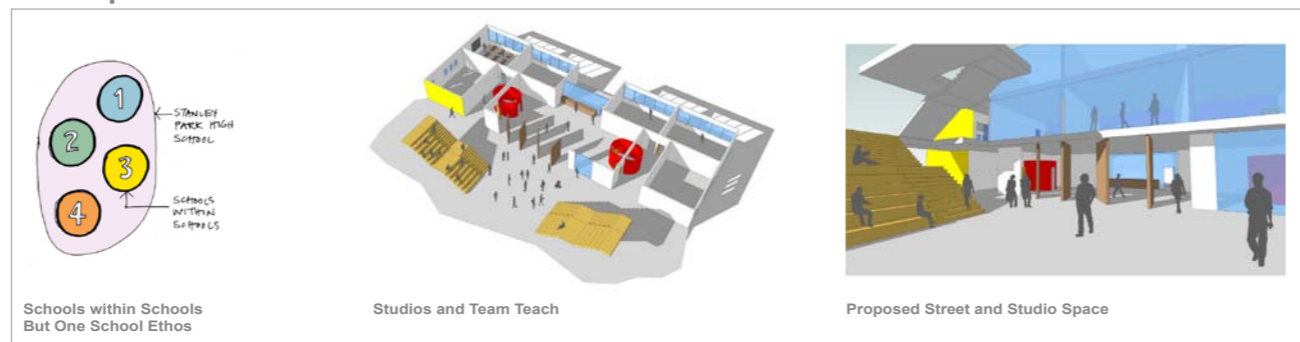 1
2
3
4
STANLEY
PARK HIGH
SCHOOL
SCHOOLS
WITHIN
SCHOOLS
Schools within Schools
But One School Ethos
Studios and Team Teach
Proposed Street and Studio Space